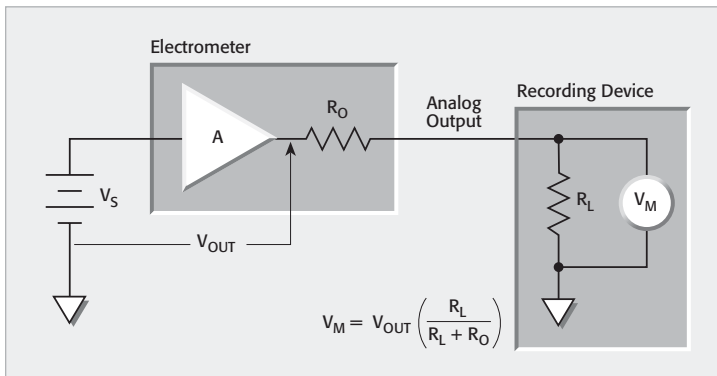 Electrometer
Recording Device
Analog
Output
A
R_O
V_S
V_OUT
R_L
V_M
V_M = V_OUT ( R_L / R_L + R_O )